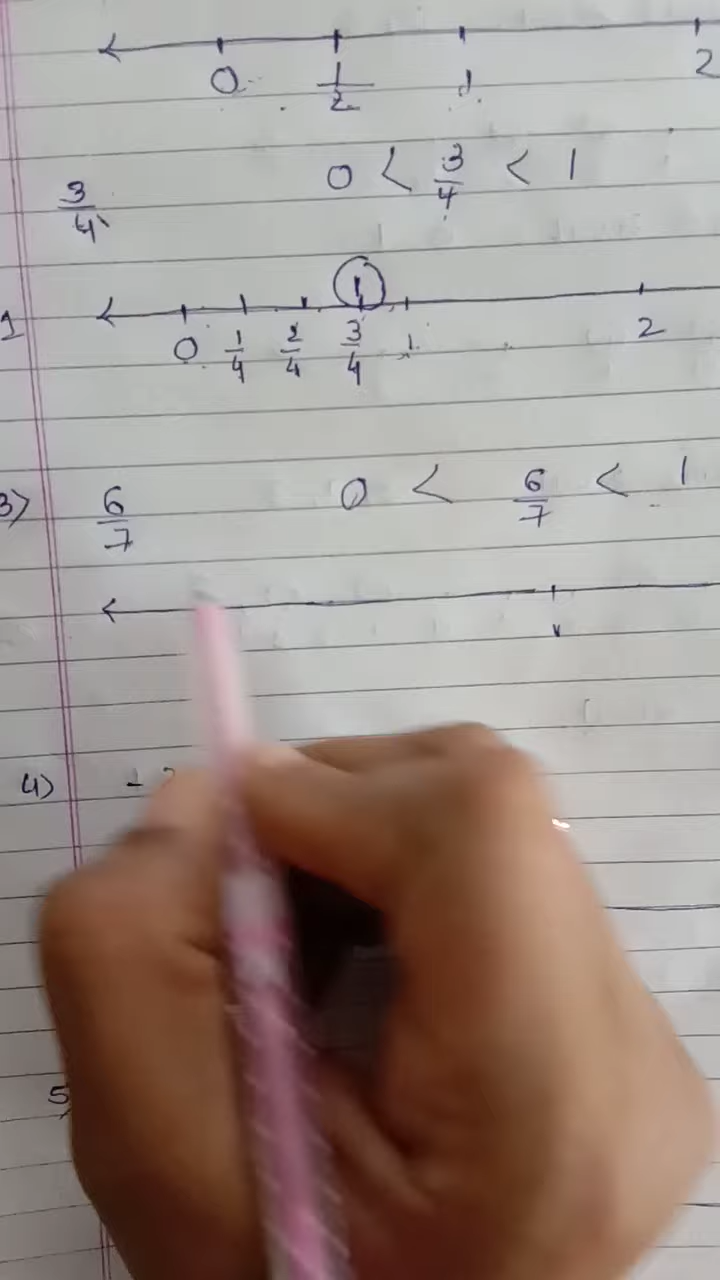 0 1/2 1 2
3/4 0 < 3/4 < 1
0 1/4 2/4 3/4 1 2
3) 6/7 0 < 6/7 < 1
4) -
5)